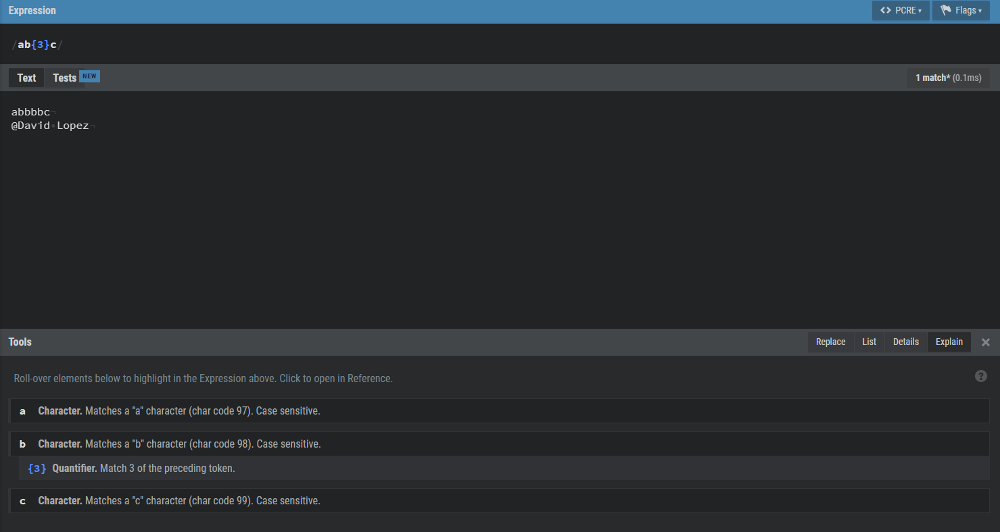 Expression
<> PCRE ▾
Flags ▾
/ab{3}c/
Text
Tests NEW
1 match* (0.1ms)
abbbbc¬
@David•Lopez¬
Tools
Replace
List
Details
Explain
×
Roll-over elements below to highlight in the Expression above. Click to open in Reference.
?
a Character. Matches a "a" character (char code 97). Case sensitive.
b Character. Matches a "b" character (char code 98). Case sensitive.
{3} Quantifier. Match 3 of the preceding token.
c Character. Matches a "c" character (char code 99). Case sensitive.